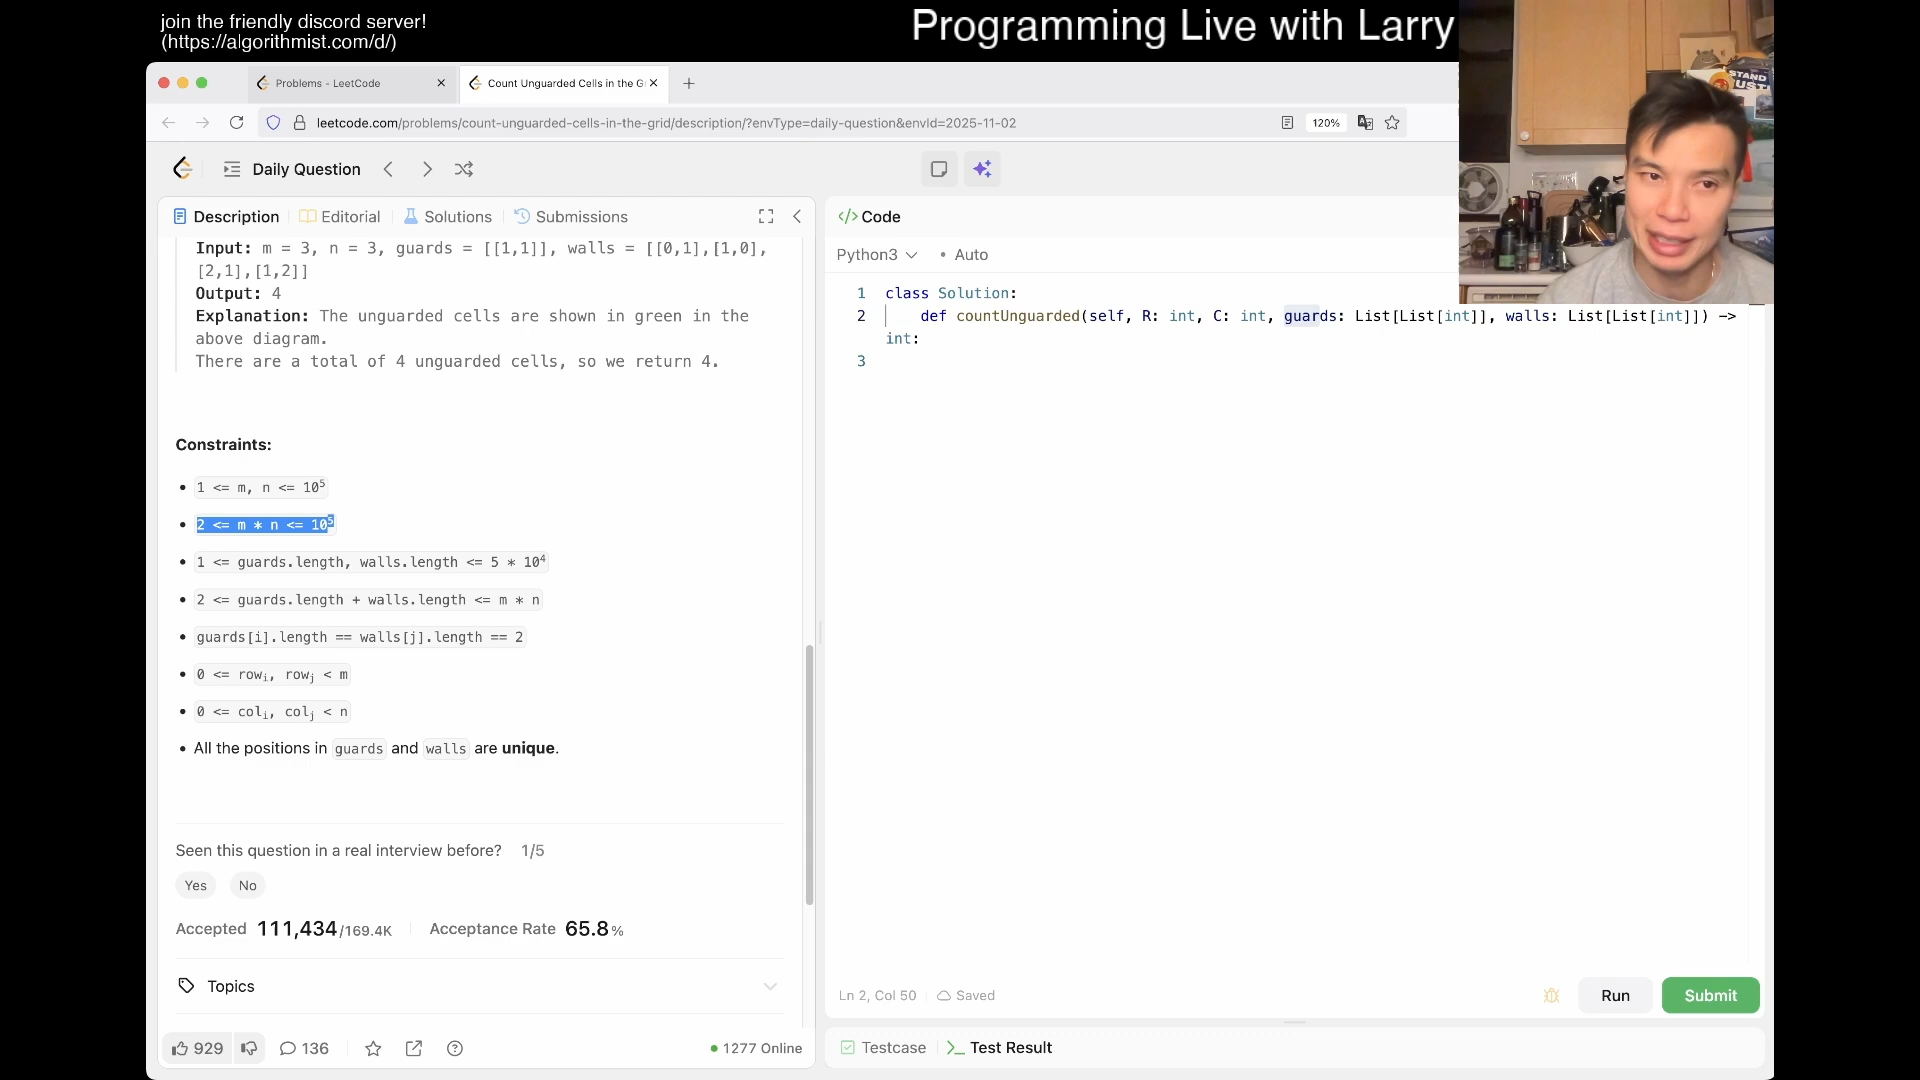 join the friendly discord server!
(https://algorithmist.com/d/)
Programming Live with Larry
STAND
Problems - LeetCode
Count Unguarded Cells in the G
leetcode.com/problems/count-unguarded-cells-in-the-grid/description/?envType=daily-question&envId=2025-11-02
120%
Daily Question
Description
Editorial
Solutions
Submissions
Input: m = 3, n = 3, guards = [[1,1]], walls = [[0,1],[1,0],
[2,1],[1,2]]
Output: 4
Explanation: The unguarded cells are shown in green in the
above diagram.
There are a total of 4 unguarded cells, so we return 4.
Constraints:
• 1 <= m, n <= 10⁵
• 2 <= m * n <= 10⁵
• 1 <= guards.length, walls.length <= 5 * 10⁴
• 2 <= guards.length + walls.length <= m * n
• guards[i].length == walls[j].length == 2
• 0 <= rowᵢ, rowⱼ < m
• 0 <= colᵢ, colⱼ < n
• All the positions in guards and walls are unique.
Seen this question in a real interview before? 1/5
Yes No
Accepted 111,434/169.4K Acceptance Rate 65.8%
Topics
929
136
1277 Online
</> Code
Python3 • Auto
1 class Solution:
2 def countUnguarded(self, R: int, C: int, guards: List[List[int]], walls: List[List[int]]) ->
int:
3
Ln 2, Col 50
Saved
Run
Submit
Testcase
Test Result